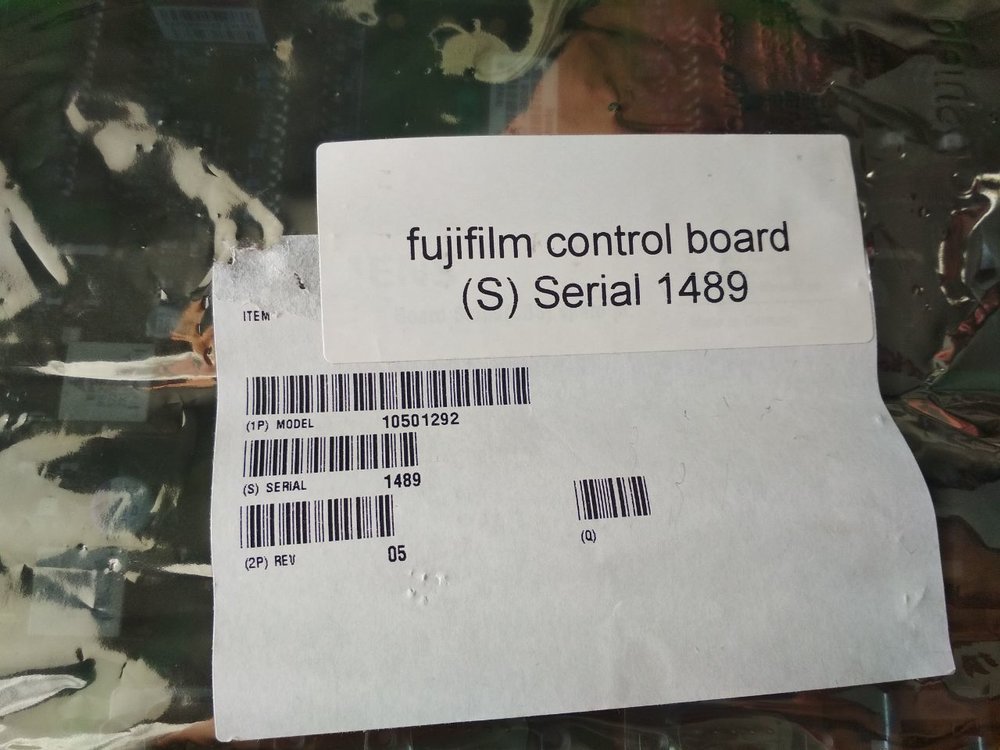 fujifilm control board
(S) Serial 1489
ITEM
(1P) MODEL 10501292
(S) SERIAL 1489
(2P) REV 05
(Q)